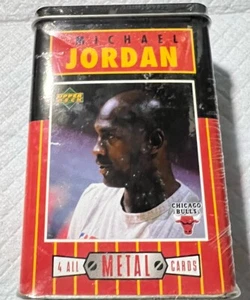 MICHAEL
JORDAN
UPPER DECK
CHICAGO
BULLS
4 ALL METAL CARDS